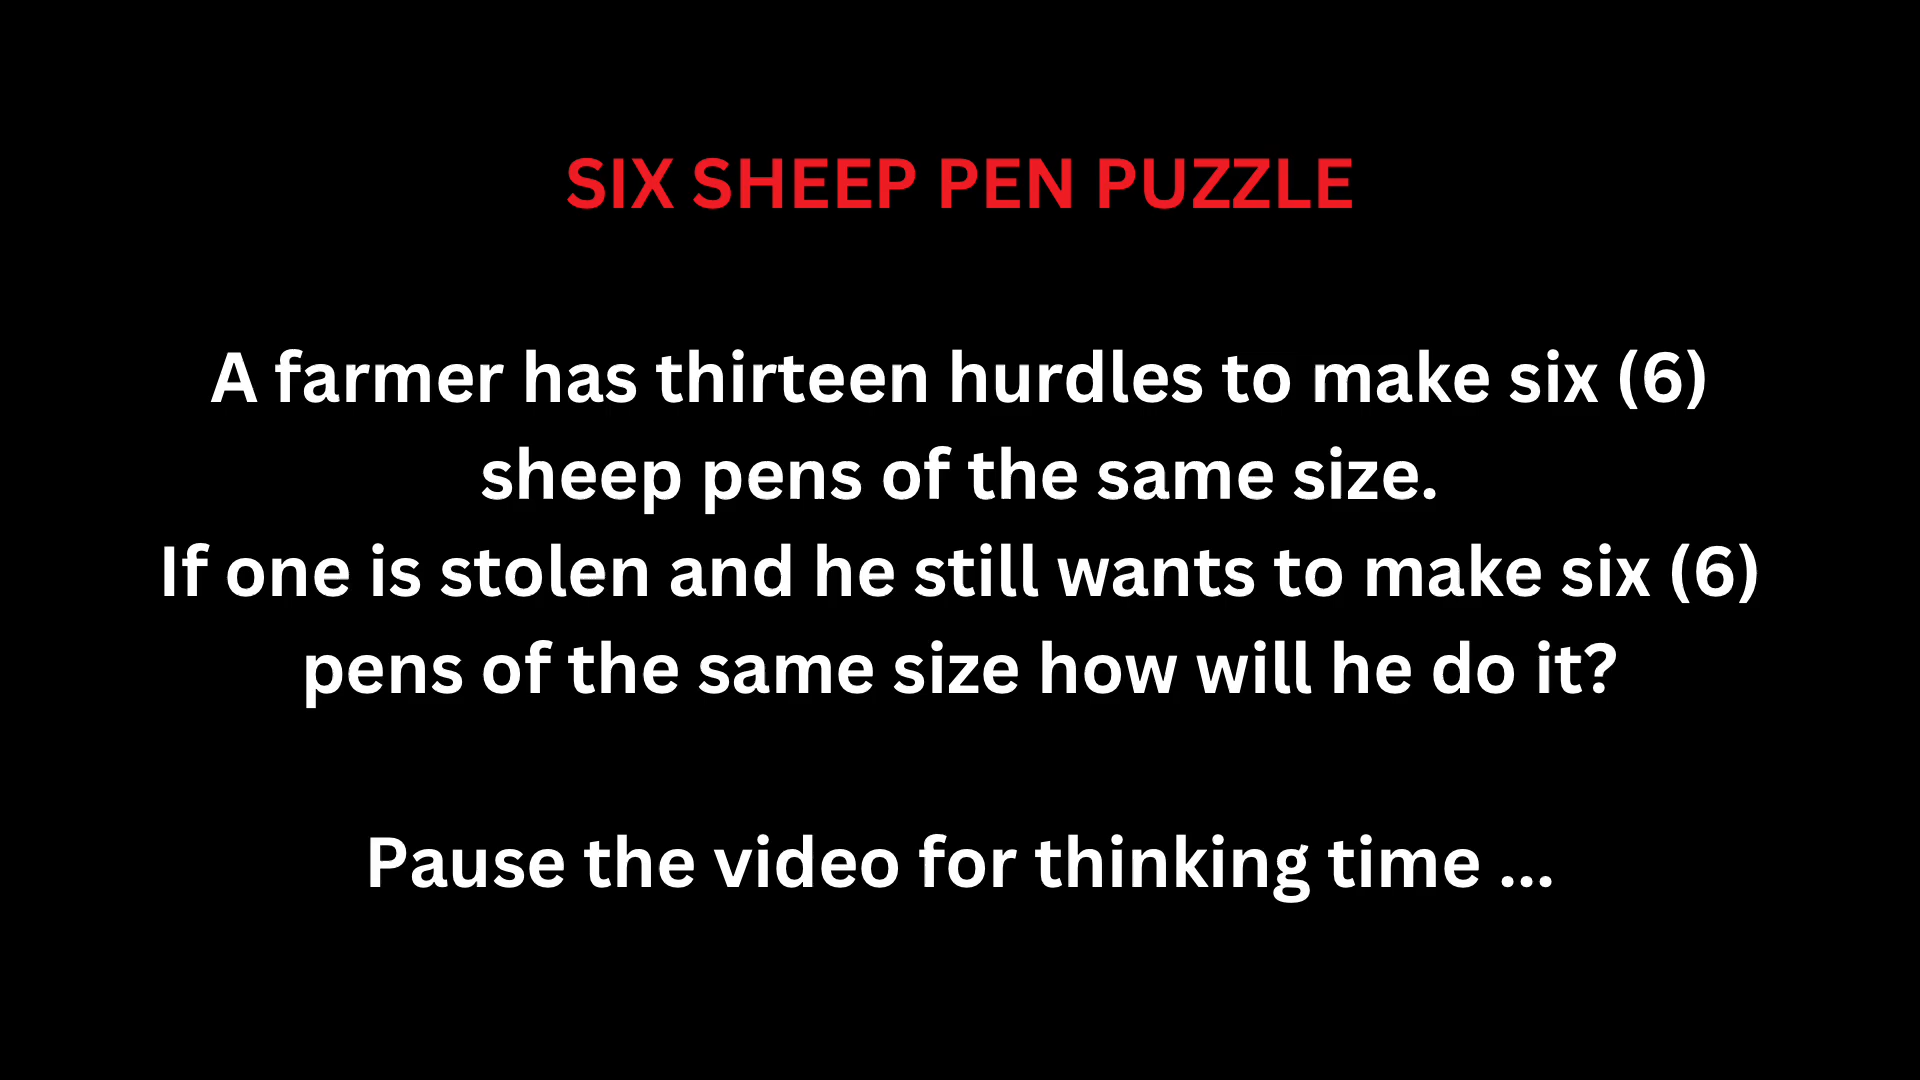 SIX SHEEP PEN PUZZLE
A farmer has thirteen hurdles to make six (6)
sheep pens of the same size.
If one is stolen and he still wants to make six (6)
pens of the same size how will he do it?
Pause the video for thinking time ...